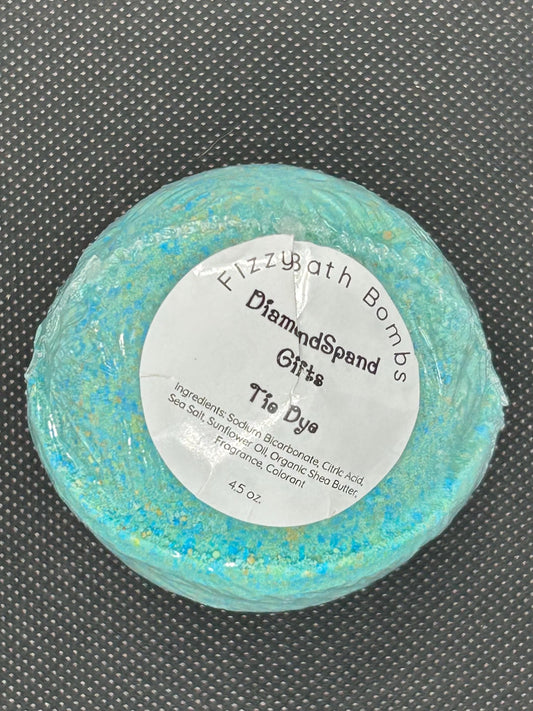 Fizzy Bath Bombs
DiamondSpand
Gifts
Tie Dye
Ingredients: Sodium Bicarbonate, Citric Acid,
Sea Salt, Sunflower Oil, Organic Shea Butter,
Fragrance, Colorant
4.5 oz.